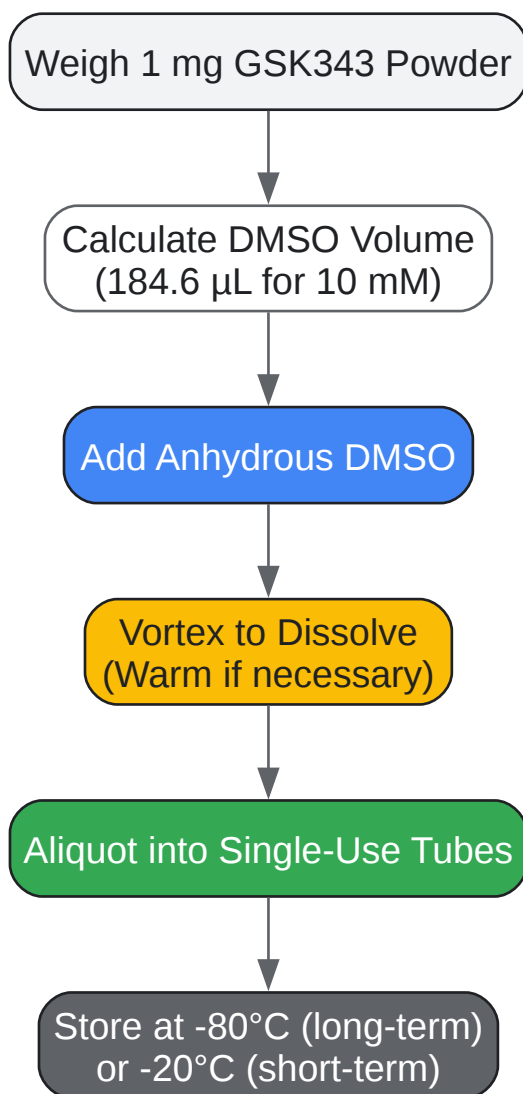 Weigh 1 mg GSK343 Powder
Calculate DMSO Volume
(184.6 µL for 10 mM)
Add Anhydrous DMSO
Vortex to Dissolve
(Warm if necessary)
Aliquot into Single-Use Tubes
Store at -80°C (long-term)
or -20°C (short-term)